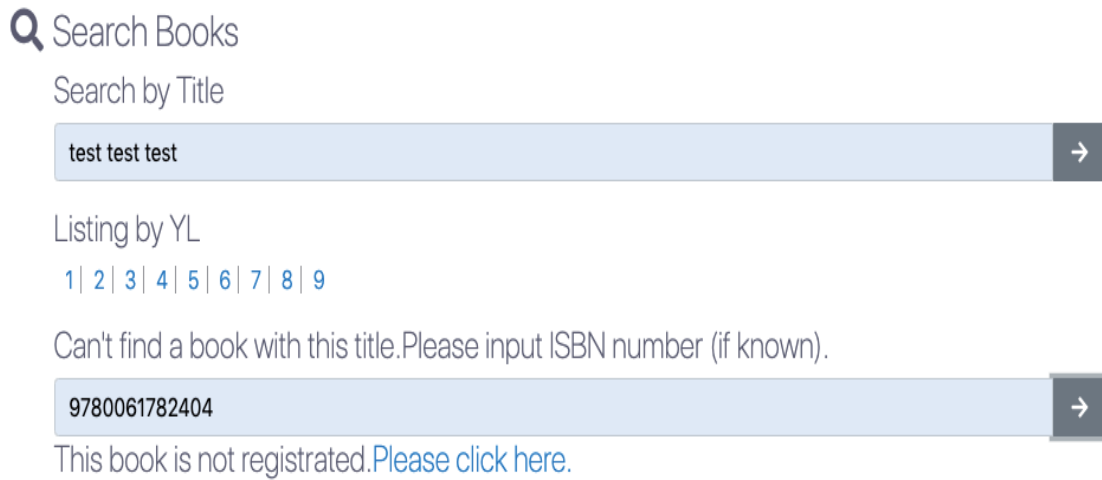 Search Books
Search by Title
test test test
Listing by YL
1| 2| 3| 4| 5| 6| 7| 8| 9
Can't find a book with this title.Please input ISBN number (if known).
9780061782404
This book is not registrated.Please click here.